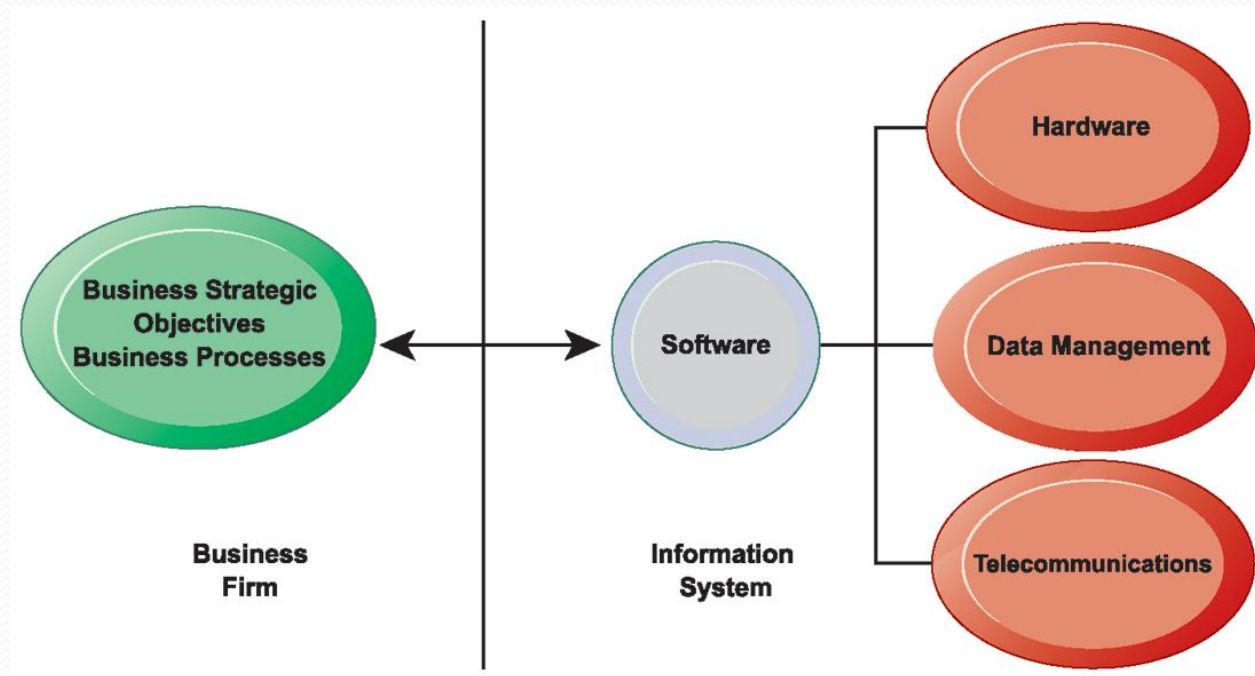 Hardware
Business Strategic
Objectives
Business Processes
Software
Data Management
Business
Firm
Information
System
Telecommunications